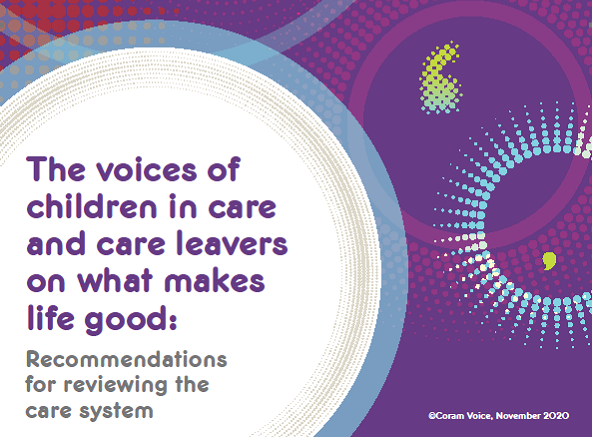 The voices of
children in care
and care leavers
on what makes
life good:
Recommendations
for reviewing the
care system
©Coram Voice, November 2020